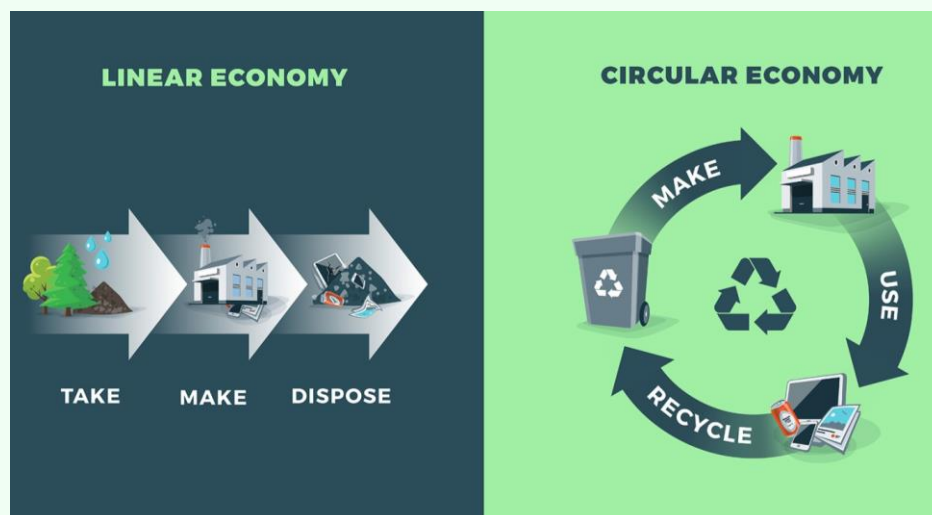 LINEAR ECONOMY
TAKE
MAKE
DISPOSE
CIRCULAR ECONOMY
MAKE
USE
RECYCLE